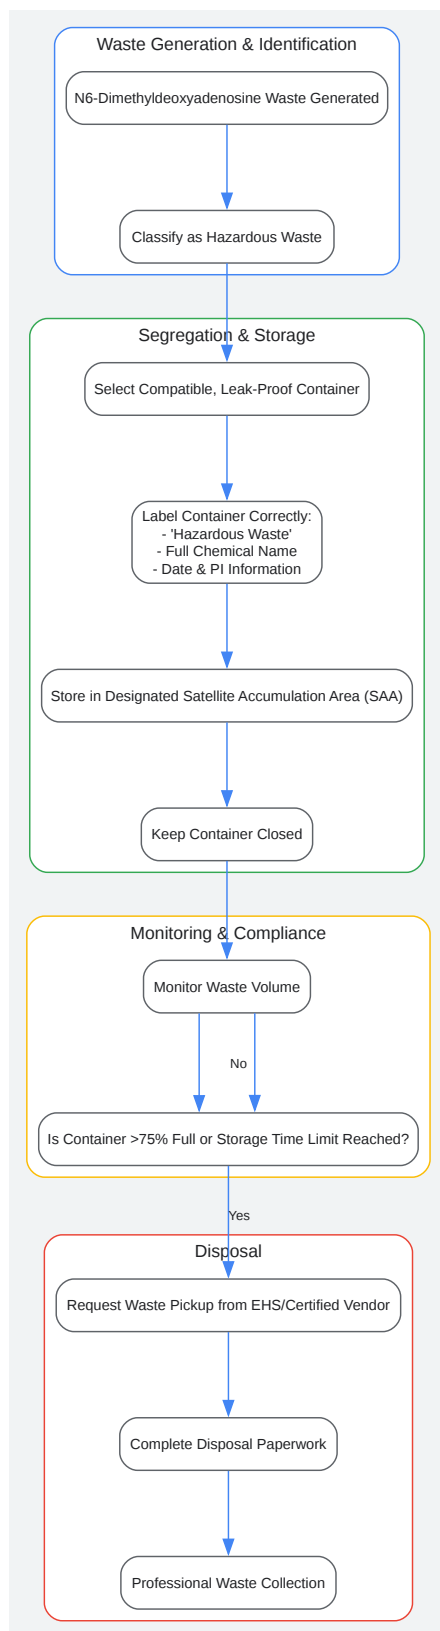 Waste Generation & Identification
N6-Dimethyldeoxyadenosine Waste Generated
Classify as Hazardous Waste
Segregation & Storage
Select Compatible, Leak-Proof Container
Label Container Correctly:
- 'Hazardous Waste'
- Full Chemical Name
- Date & PI Information
Store in Designated Satellite Accumulation Area (SAA)
Keep Container Closed
Monitoring & Compliance
Monitor Waste Volume
No
Is Container >75% Full or Storage Time Limit Reached?
Yes
Disposal
Request Waste Pickup from EHS/Certified Vendor
Complete Disposal Paperwork
Professional Waste Collection